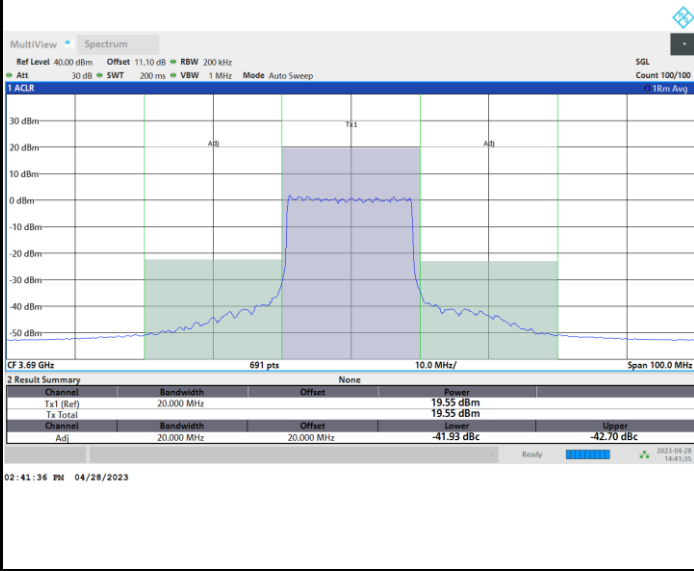 MultiView Spectrum
Ref Level 40.00 dBm Offset 11.10 dB RBW 200 kHz SGL
Att 30 dB SWT 200 ms VBW 1 MHz Mode Auto Sweep Count 100/100
1 ACLR 1Rm Avg
Tx1
30 dBm
Adj Adj
20 dBm
10 dBm
0 dBm
-10 dBm
-20 dBm
-30 dBm
-40 dBm
-50 dBm
CF 3.69 GHz 691 pts 10.0 MHz/ Span 100.0 MHz
2 Result Summary None
Channel Bandwidth Offset Power
Tx1 (Ref) 20.000 MHz 19.55 dBm
Tx Total 19.55 dBm
Channel Bandwidth Offset Lower Upper
Adj 20.000 MHz 20.000 MHz -41.93 dBc -42.70 dBc
Ready 2023-04-28
14:41:35
02:41:36 PM 04/28/2023